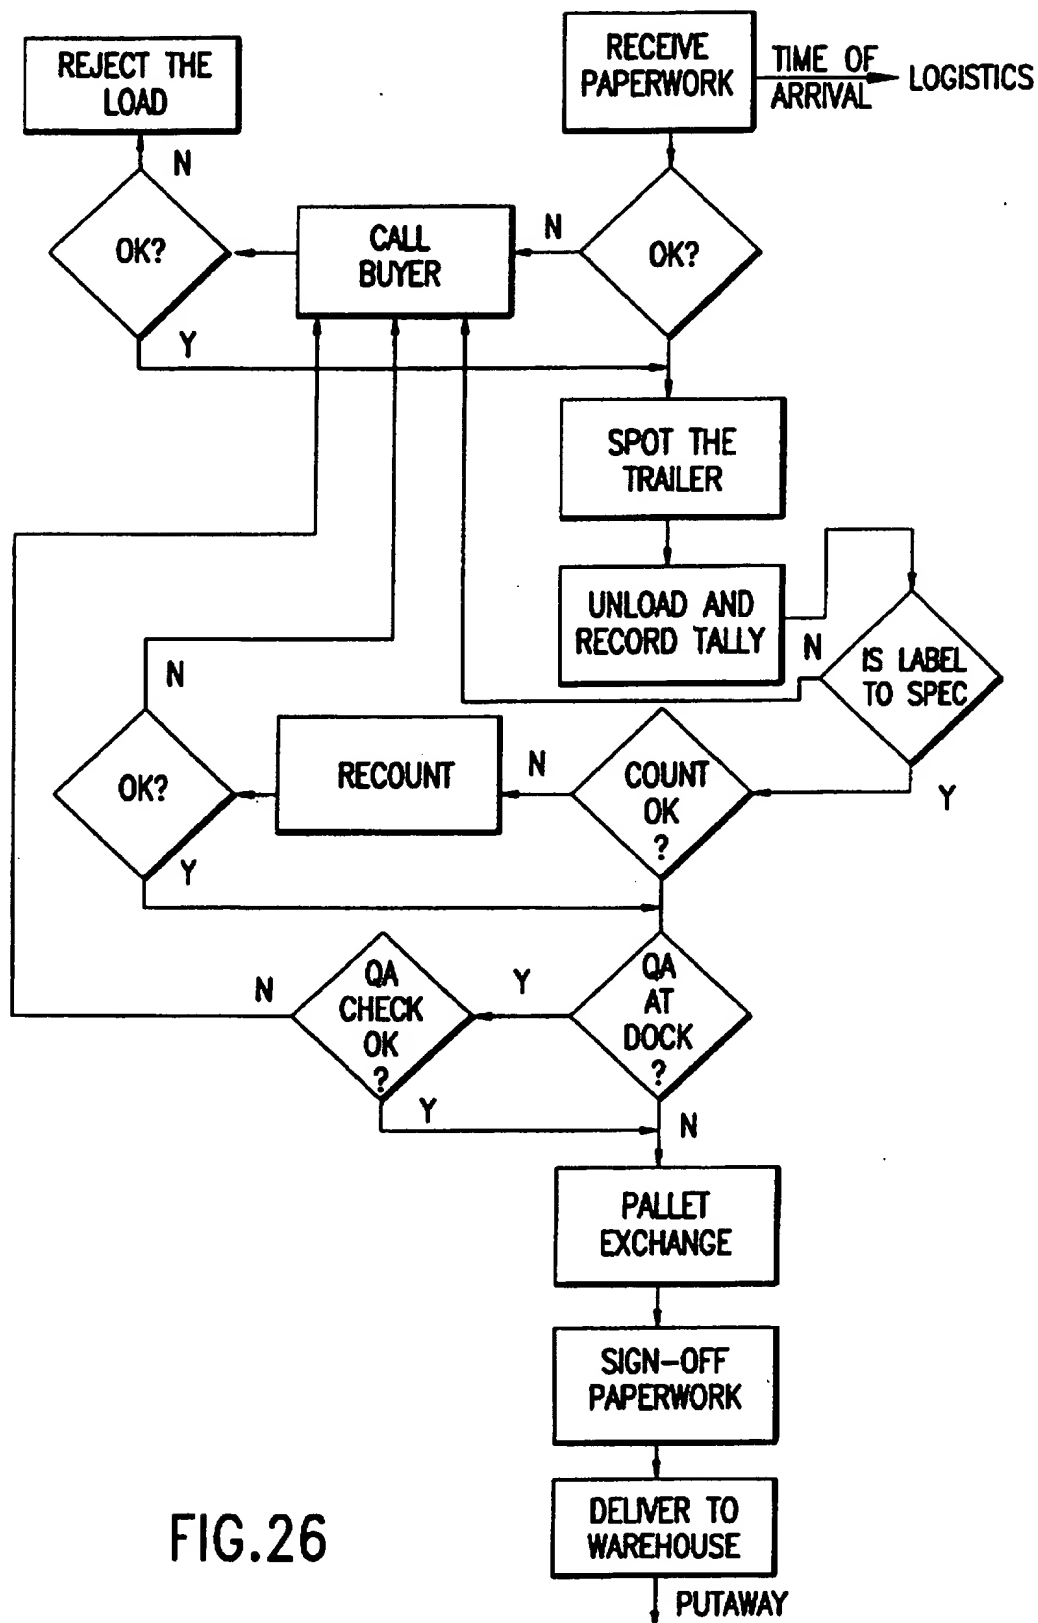 REJECT THE
LOAD
RECEIVE
PAPERWORK
TIME OF
ARRIVAL
LOGISTICS
N
OK?
CALL
BUYER
N
OK?
Y
SPOT THE
TRAILER
UNLOAD AND
RECORD TALLY
N
IS LABEL
TO SPEC
N
OK?
RECOUNT
N
COUNT
OK
?
Y
Y
N
QA
CHECK
OK
?
Y
QA
AT
DOCK
?
Y
N
PALLET
EXCHANGE
SIGN-OFF
PAPERWORK
DELIVER TO
WAREHOUSE
PUTAWAY
FIG.26